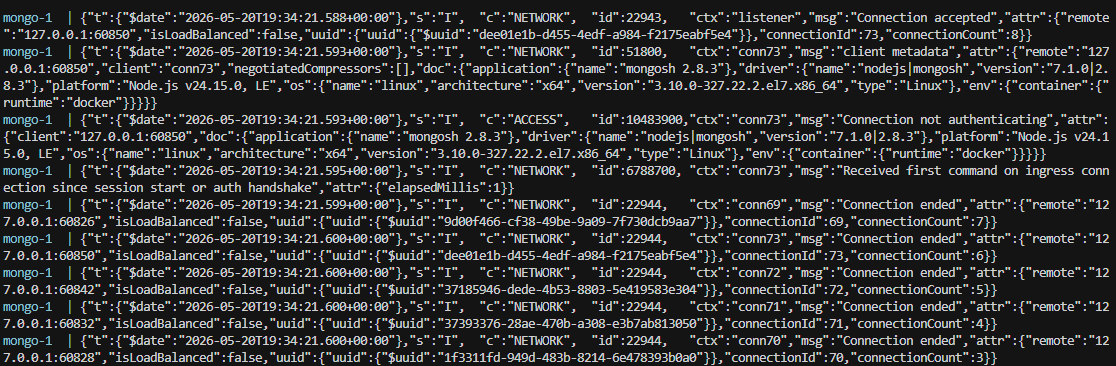 mongo-1  | {"t":{"$date":"2026-05-20T19:34:21.588+00:00"},"s":"I",  "c":"NETWORK",  "id":22943,   "ctx":"listener","msg":"Connection accepted","attr":{"remote
":"127.0.0.1:60850","isLoadBalanced":false,"uuid":{"uuid":{"$uuid":"dee01e1b-d455-4edf-a984-f2175eabf5e4"}},"connectionId":73,"connectionCount":8}}
mongo-1  | {"t":{"$date":"2026-05-20T19:34:21.593+00:00"},"s":"I",  "c":"NETWORK",  "id":51800,   "ctx":"conn73","msg":"client metadata","attr":{"remote":"127
.0.0.1:60850","client":"conn73","negotiatedCompressors":[],"doc":{"application":{"name":"mongosh 2.8.3"},"driver":{"name":"nodejs|mongosh","version":"7.1.0|2.
8.3"},"platform":"Node.js v24.15.0, LE","os":{"name":"linux","architecture":"x64","version":"3.10.0-327.22.2.el7.x86_64","type":"Linux"},"env":{"container":{"
runtime":"docker"}}}}}
mongo-1  | {"t":{"$date":"2026-05-20T19:34:21.593+00:00"},"s":"I",  "c":"ACCESS",   "id":10483900,"ctx":"conn73","msg":"Connection not authenticating","attr":
{"client":"127.0.0.1:60850","doc":{"application":{"name":"mongosh 2.8.3"},"driver":{"name":"nodejs|mongosh","version":"7.1.0|2.8.3"},"platform":"Node.js v24.1
5.0, LE","os":{"name":"linux","architecture":"x64","version":"3.10.0-327.22.2.el7.x86_64","type":"Linux"},"env":{"container":{"runtime":"docker"}}}}}
mongo-1  | {"t":{"$date":"2026-05-20T19:34:21.595+00:00"},"s":"I",  "c":"NETWORK",  "id":6788700, "ctx":"conn73","msg":"Received first command on ingress conn
ection since session start or auth handshake","attr":{"elapsedMillis":1}}
mongo-1  | {"t":{"$date":"2026-05-20T19:34:21.599+00:00"},"s":"I",  "c":"NETWORK",  "id":22944,   "ctx":"conn69","msg":"Connection ended","attr":{"remote":"12
7.0.0.1:60826","isLoadBalanced":false,"uuid":{"uuid":{"$uuid":"9d00f466-cf38-49be-9a09-7f730dcb9aa7"}},"connectionId":69,"connectionCount":7}}
mongo-1  | {"t":{"$date":"2026-05-20T19:34:21.600+00:00"},"s":"I",  "c":"NETWORK",  "id":22944,   "ctx":"conn73","msg":"Connection ended","attr":{"remote":"12
7.0.0.1:60850","isLoadBalanced":false,"uuid":{"uuid":{"$uuid":"dee01e1b-d455-4edf-a984-f2175eabf5e4"}},"connectionId":73,"connectionCount":6}}
mongo-1  | {"t":{"$date":"2026-05-20T19:34:21.600+00:00"},"s":"I",  "c":"NETWORK",  "id":22944,   "ctx":"conn72","msg":"Connection ended","attr":{"remote":"12
7.0.0.1:60842","isLoadBalanced":false,"uuid":{"uuid":{"$uuid":"37185946-dede-4b53-8803-5e419583e304"}},"connectionId":72,"connectionCount":5}}
mongo-1  | {"t":{"$date":"2026-05-20T19:34:21.600+00:00"},"s":"I",  "c":"NETWORK",  "id":22944,   "ctx":"conn71","msg":"Connection ended","attr":{"remote":"12
7.0.0.1:60832","isLoadBalanced":false,"uuid":{"uuid":{"$uuid":"37393376-28ae-470b-a308-e3b7ab813050"}},"connectionId":71,"connectionCount":4}}
mongo-1  | {"t":{"$date":"2026-05-20T19:34:21.600+00:00"},"s":"I",  "c":"NETWORK",  "id":22944,   "ctx":"conn70","msg":"Connection ended","attr":{"remote":"12
7.0.0.1:60828","isLoadBalanced":false,"uuid":{"uuid":{"$uuid":"1f3311fd-949d-483b-8214-6e478393b0a0"}},"connectionId":70,"connectionCount":3}}